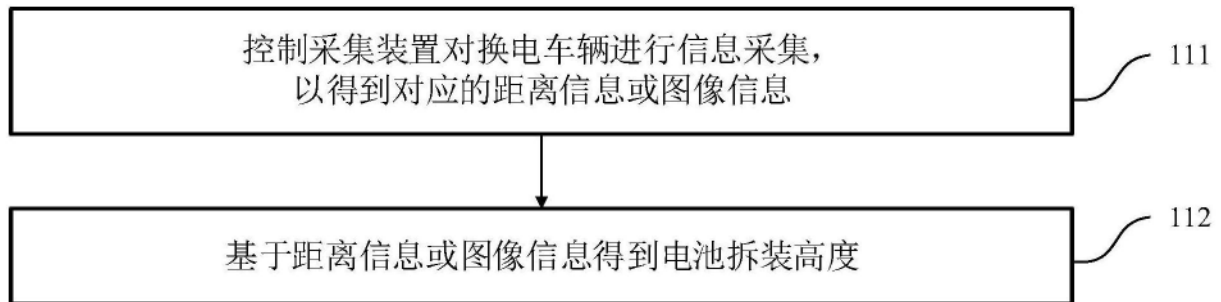 控制采集装置对换电车辆进行信息采集，
以得到对应的距离信息或图像信息
111
基于距离信息或图像信息得到电池拆装高度
112